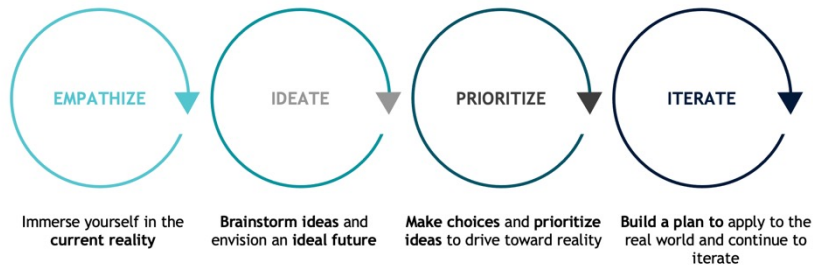 EMPATHIZE
IDEATE
PRIORITIZE
ITERATE
Immerse yourself in the
current reality
Brainstorm ideas and
envision an ideal future
Make choices and prioritize
ideas to drive toward reality
Build a plan to apply to the
real world and continue to
iterate